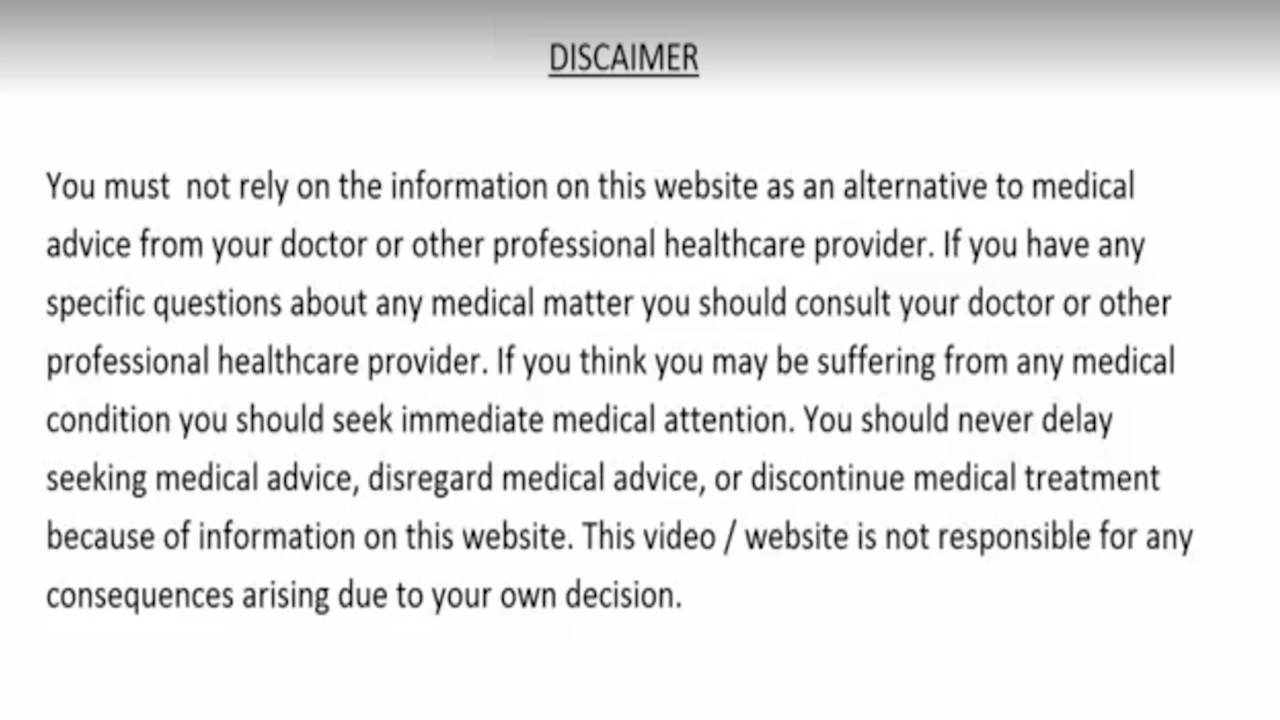 DISCAIMER
You must  not rely on the information on this website as an alternative to medical
advice from your doctor or other professional healthcare provider. If you have any
specific questions about any medical matter you should consult your doctor or other
professional healthcare provider. If you think you may be suffering from any medical
condition you should seek immediate medical attention. You should never delay
seeking medical advice, disregard medical advice, or discontinue medical treatment
because of information on this website. This video / website is not responsible for any
consequences arising due to your own decision.